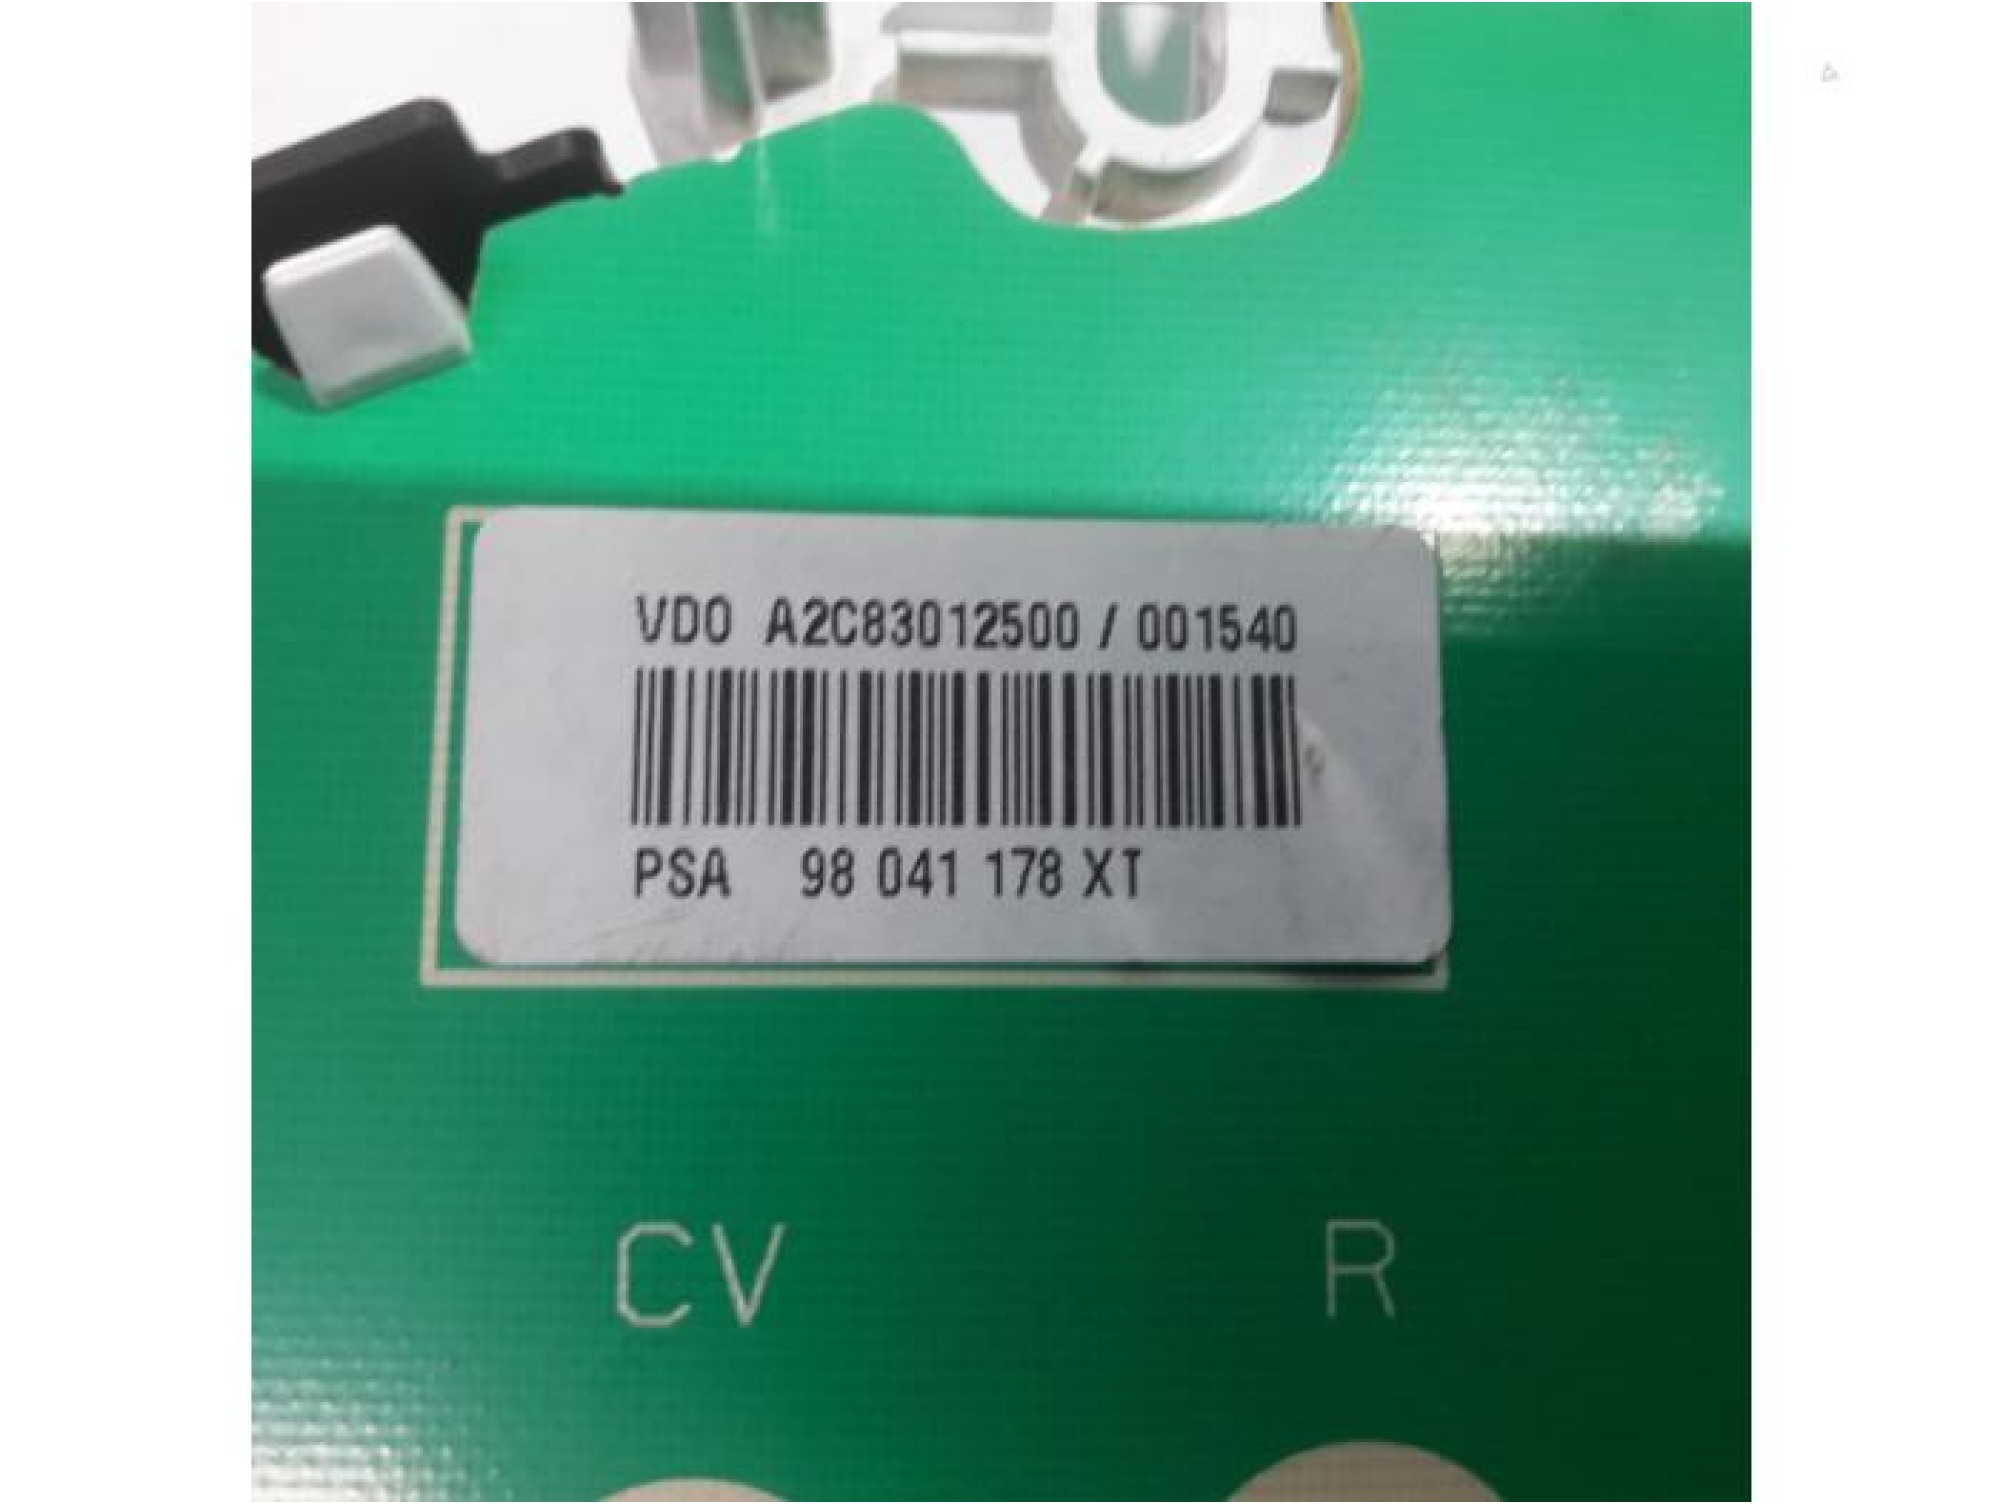 VDO A2C83012500 / 001540
PSA 98 041 178 XT
CV R